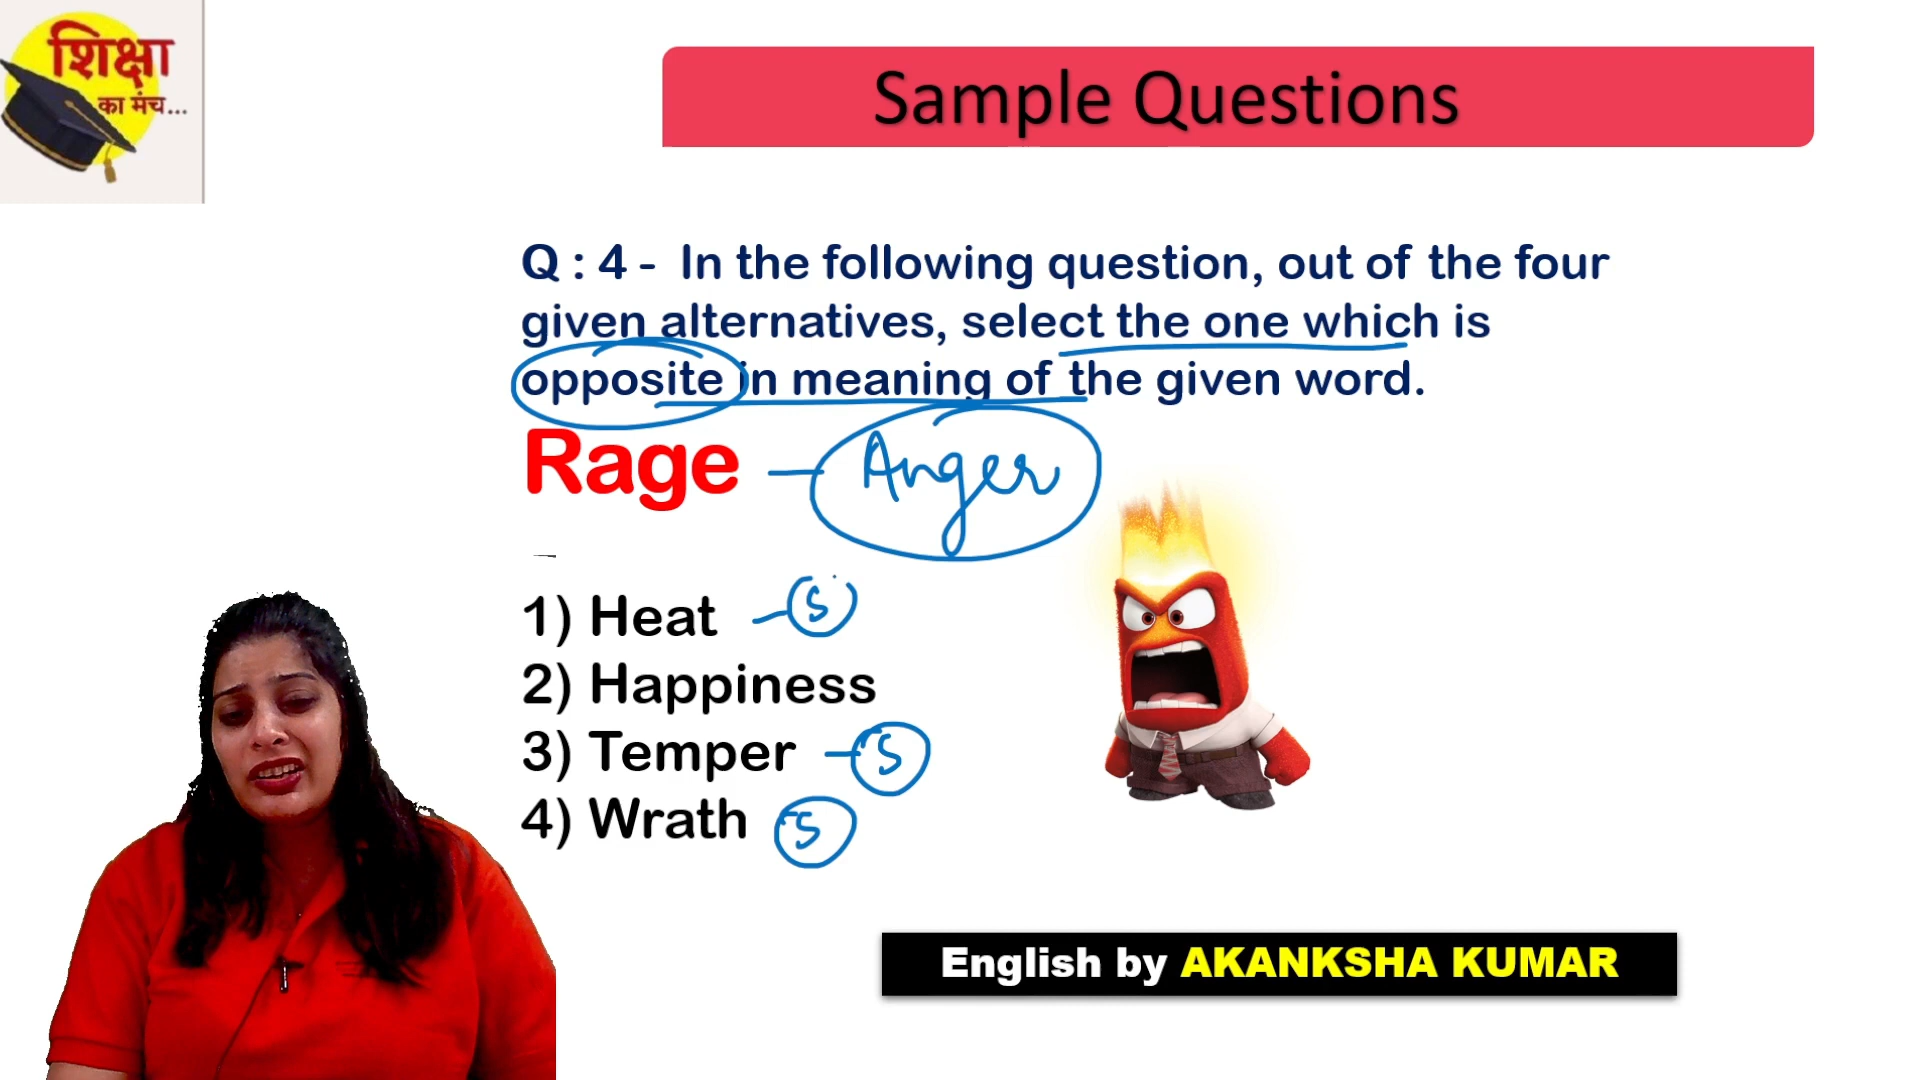 शिक्षा
का मंच...
Sample Questions
Q : 4 - In the following question, out of the four
given alternatives, select the one which is
opposite in meaning of the given word.
Rage - Anger
1) Heat - S
2) Happiness
3) Temper - S
4) Wrath S
English by AKANKSHA KUMAR